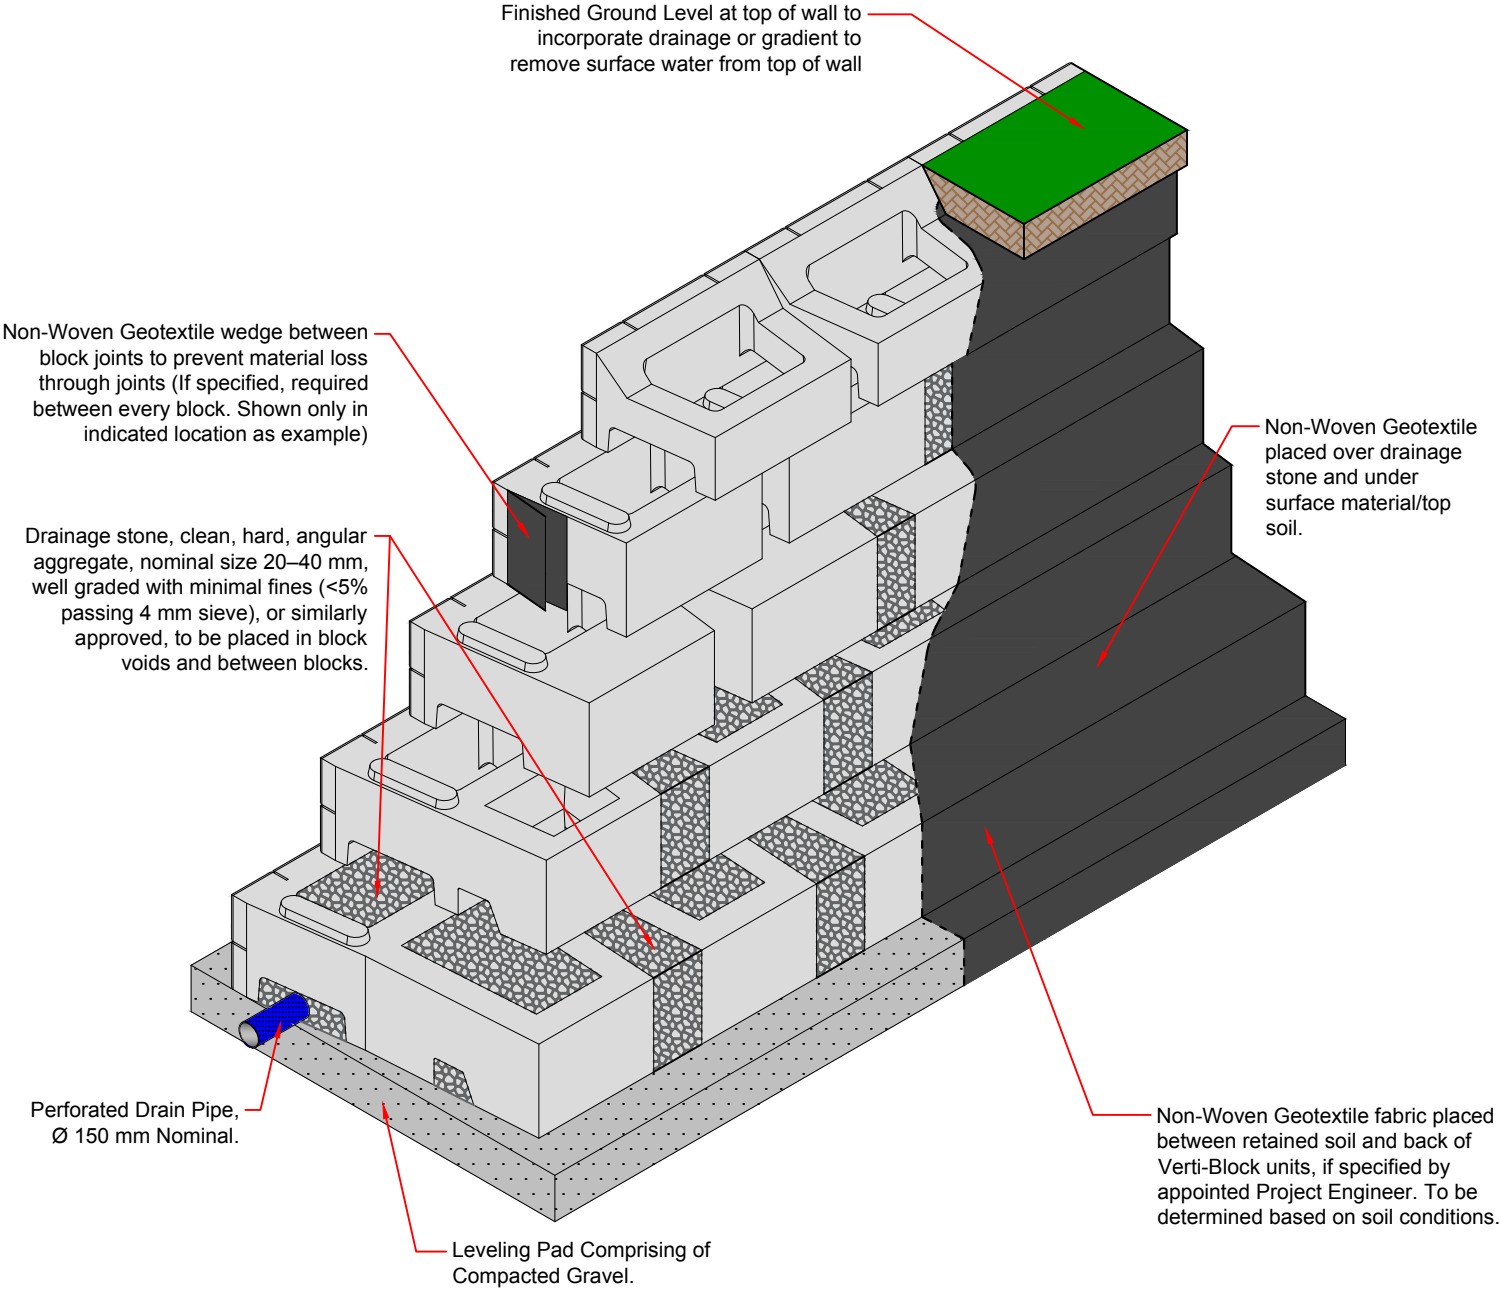 Finished Ground Level at top of wall to
incorporate drainage or gradient to
remove surface water from top of wall
Non-Woven Geotextile wedge between
block joints to prevent material loss
through joints (If specified, required
between every block. Shown only in
indicated location as example)
Drainage stone, clean, hard, angular
aggregate, nominal size 20–40 mm,
well graded with minimal fines (<5%
passing 4 mm sieve), or similarly
approved, to be placed in block
voids and between blocks.
Non-Woven Geotextile
placed over drainage
stone and under
surface material/top
soil.
Perforated Drain Pipe,
Ø 150 mm Nominal.
Non-Woven Geotextile fabric placed
between retained soil and back of
Verti-Block units, if specified by
appointed Project Engineer. To be
determined based on soil conditions.
Leveling Pad Comprising of
Compacted Gravel.